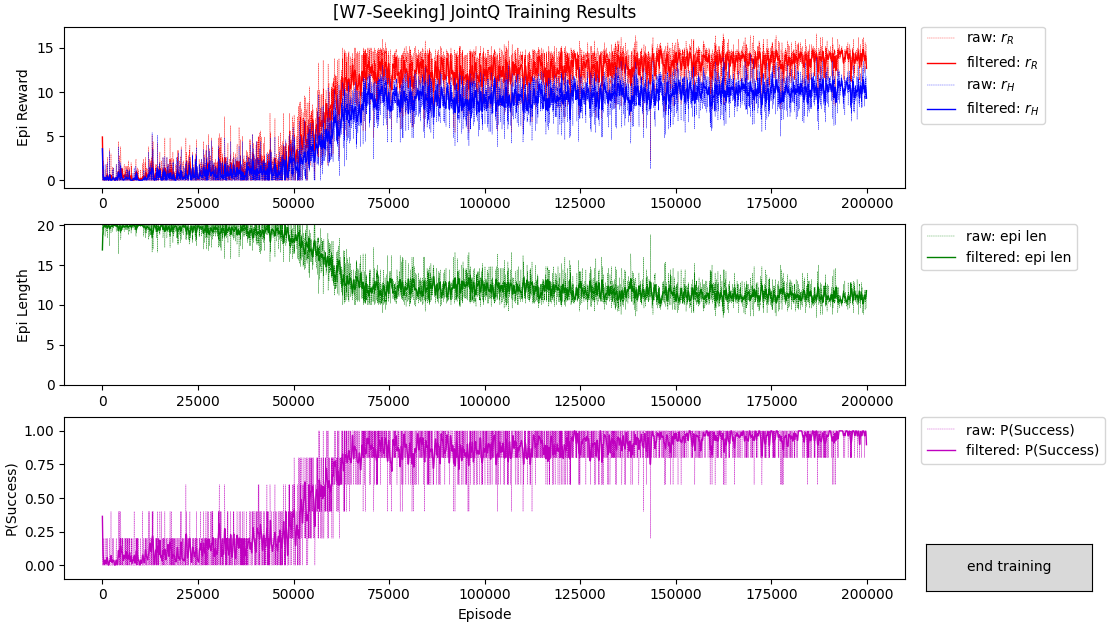 [W7-Seeking] JointQ Training Results
Epi Reward
15
10
5
0
0 25000 50000 75000 100000 125000 150000 175000 200000
raw: r_R
filtered: r_R
raw: r_H
filtered: r_H
Epi Length
20
15
10
5
0
0 25000 50000 75000 100000 125000 150000 175000 200000
raw: epi len
filtered: epi len
P(Success)
1.00
0.75
0.50
0.25
0.00
0 25000 50000 75000 100000 125000 150000 175000 200000
Episode
raw: P(Success)
filtered: P(Success)
end training